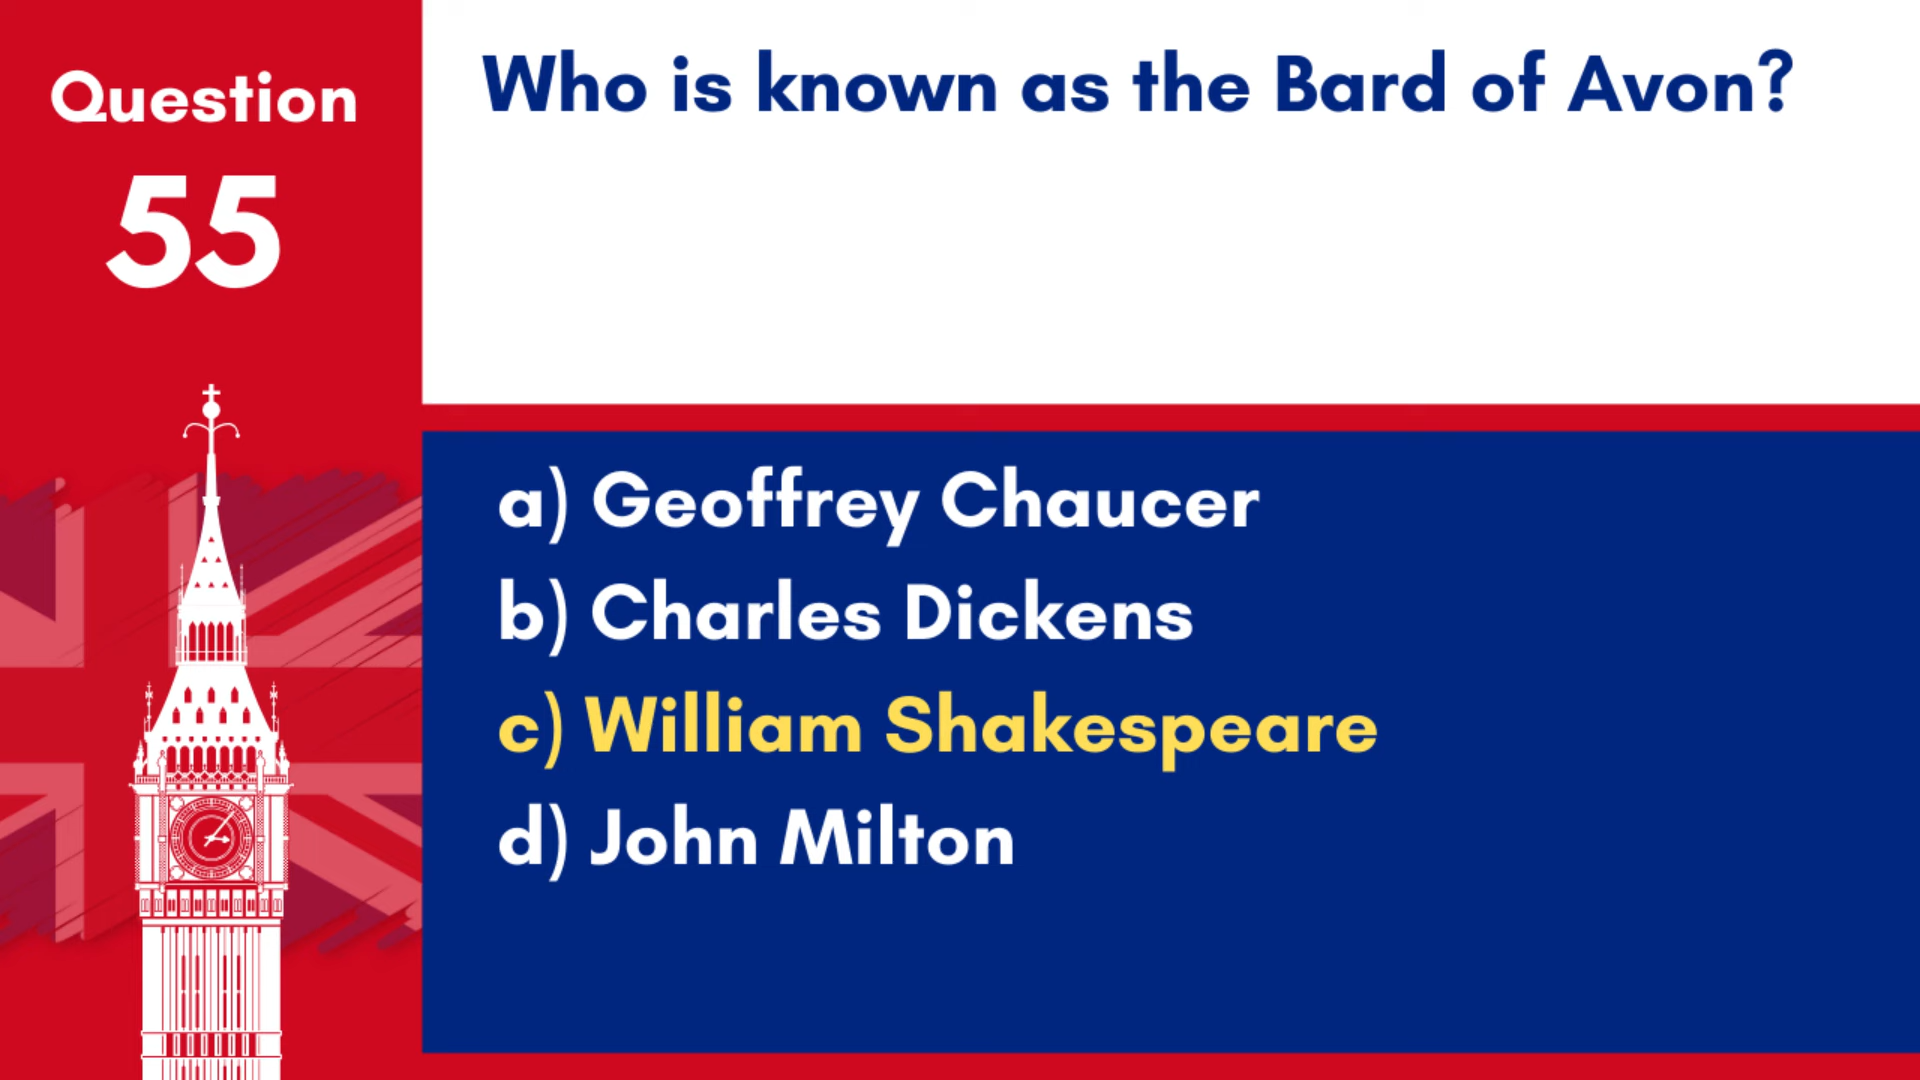 Question
55
Who is known as the Bard of Avon?
a) Geoffrey Chaucer
b) Charles Dickens
c) William Shakespeare
d) John Milton